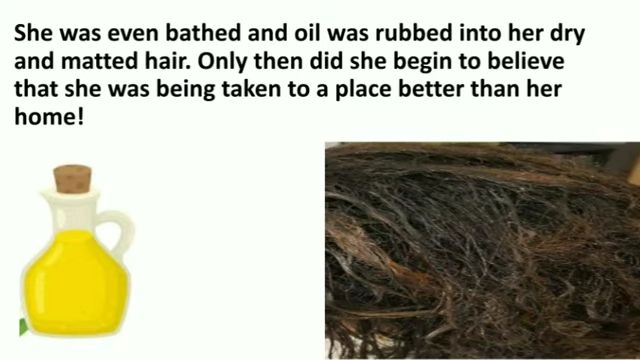 She was even bathed and oil was rubbed into her dry
and matted hair. Only then did she begin to believe
that she was being taken to a place better than her
home!